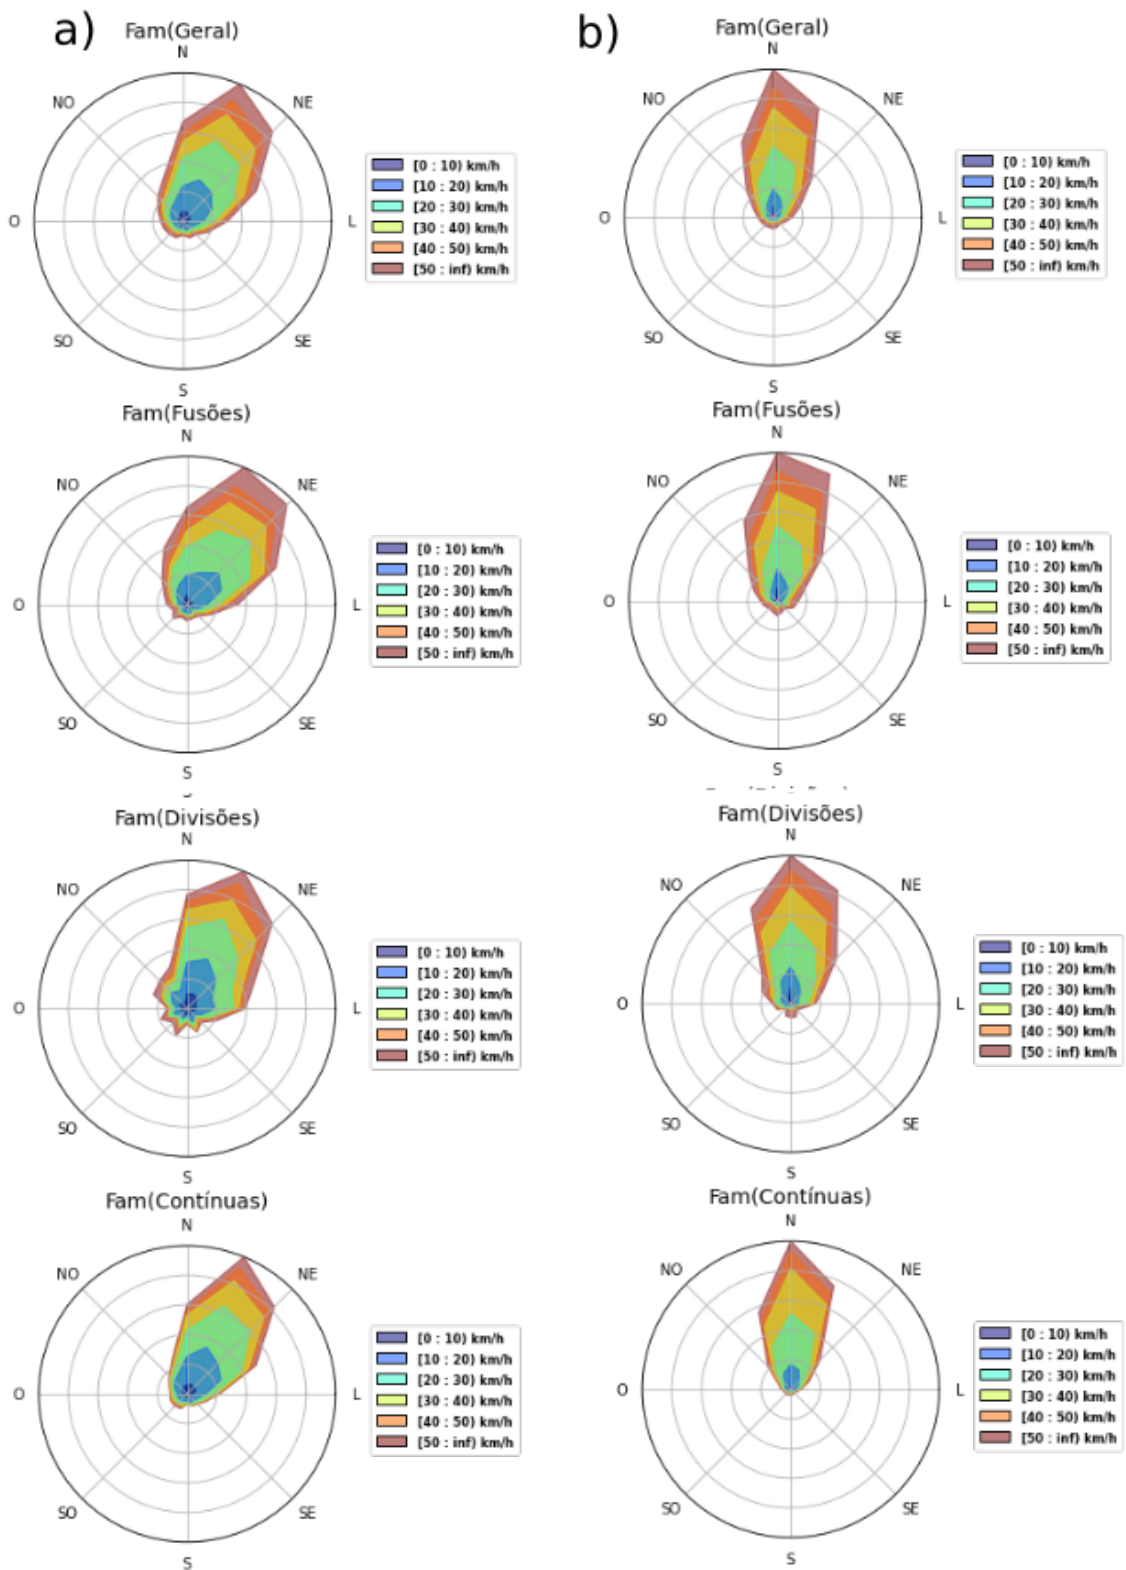 a)
Fam(Geral)
N
NO
NE
O
L
SO
SE
S
[0 : 10) km/h
[10 : 20) km/h
[20 : 30) km/h
[30 : 40) km/h
[40 : 50) km/h
[50 : inf) km/h
b)
Fam(Geral)
N
NO
NE
O
L
SO
SE
S
[0 : 10) km/h
[10 : 20) km/h
[20 : 30) km/h
[30 : 40) km/h
[40 : 50) km/h
[50 : inf) km/h
Fam(Fusões)
N
NO
NE
O
L
SO
SE
S
[0 : 10) km/h
[10 : 20) km/h
[20 : 30) km/h
[30 : 40) km/h
[40 : 50) km/h
[50 : inf) km/h
Fam(Fusões)
N
NO
NE
O
L
SO
SE
S
[0 : 10) km/h
[10 : 20) km/h
[20 : 30) km/h
[30 : 40) km/h
[40 : 50) km/h
[50 : inf) km/h
Fam(Divisões)
N
NO
NE
O
L
SO
SE
S
[0 : 10) km/h
[10 : 20) km/h
[20 : 30) km/h
[30 : 40) km/h
[40 : 50) km/h
[50 : inf) km/h
Fam(Divisões)
N
NO
NE
O
L
SO
SE
S
[0 : 10) km/h
[10 : 20) km/h
[20 : 30) km/h
[30 : 40) km/h
[40 : 50) km/h
[50 : inf) km/h
Fam(Contínuas)
N
NO
NE
O
L
SO
SE
S
[0 : 10) km/h
[10 : 20) km/h
[20 : 30) km/h
[30 : 40) km/h
[40 : 50) km/h
[50 : inf) km/h
Fam(Contínuas)
N
NO
NE
O
L
SO
SE
S
[0 : 10) km/h
[10 : 20) km/h
[20 : 30) km/h
[30 : 40) km/h
[40 : 50) km/h
[50 : inf) km/h